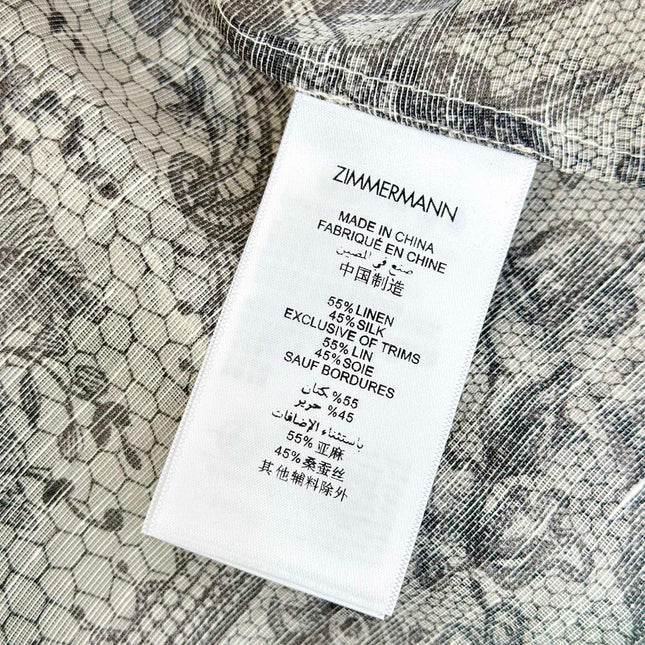 ZIMMERMANN
MADE IN CHINA
FABRIQUÉ EN CHINE
صنع في الصين
中国制造
55% LINEN
45% SILK
EXCLUSIVE OF TRIMS
55% LIN
45% SOIE
SAUF BORDURES
55% كتان
45% حرير
باستثناء الإضافات
55% 亚麻
45% 桑蚕丝
其他辅料除外